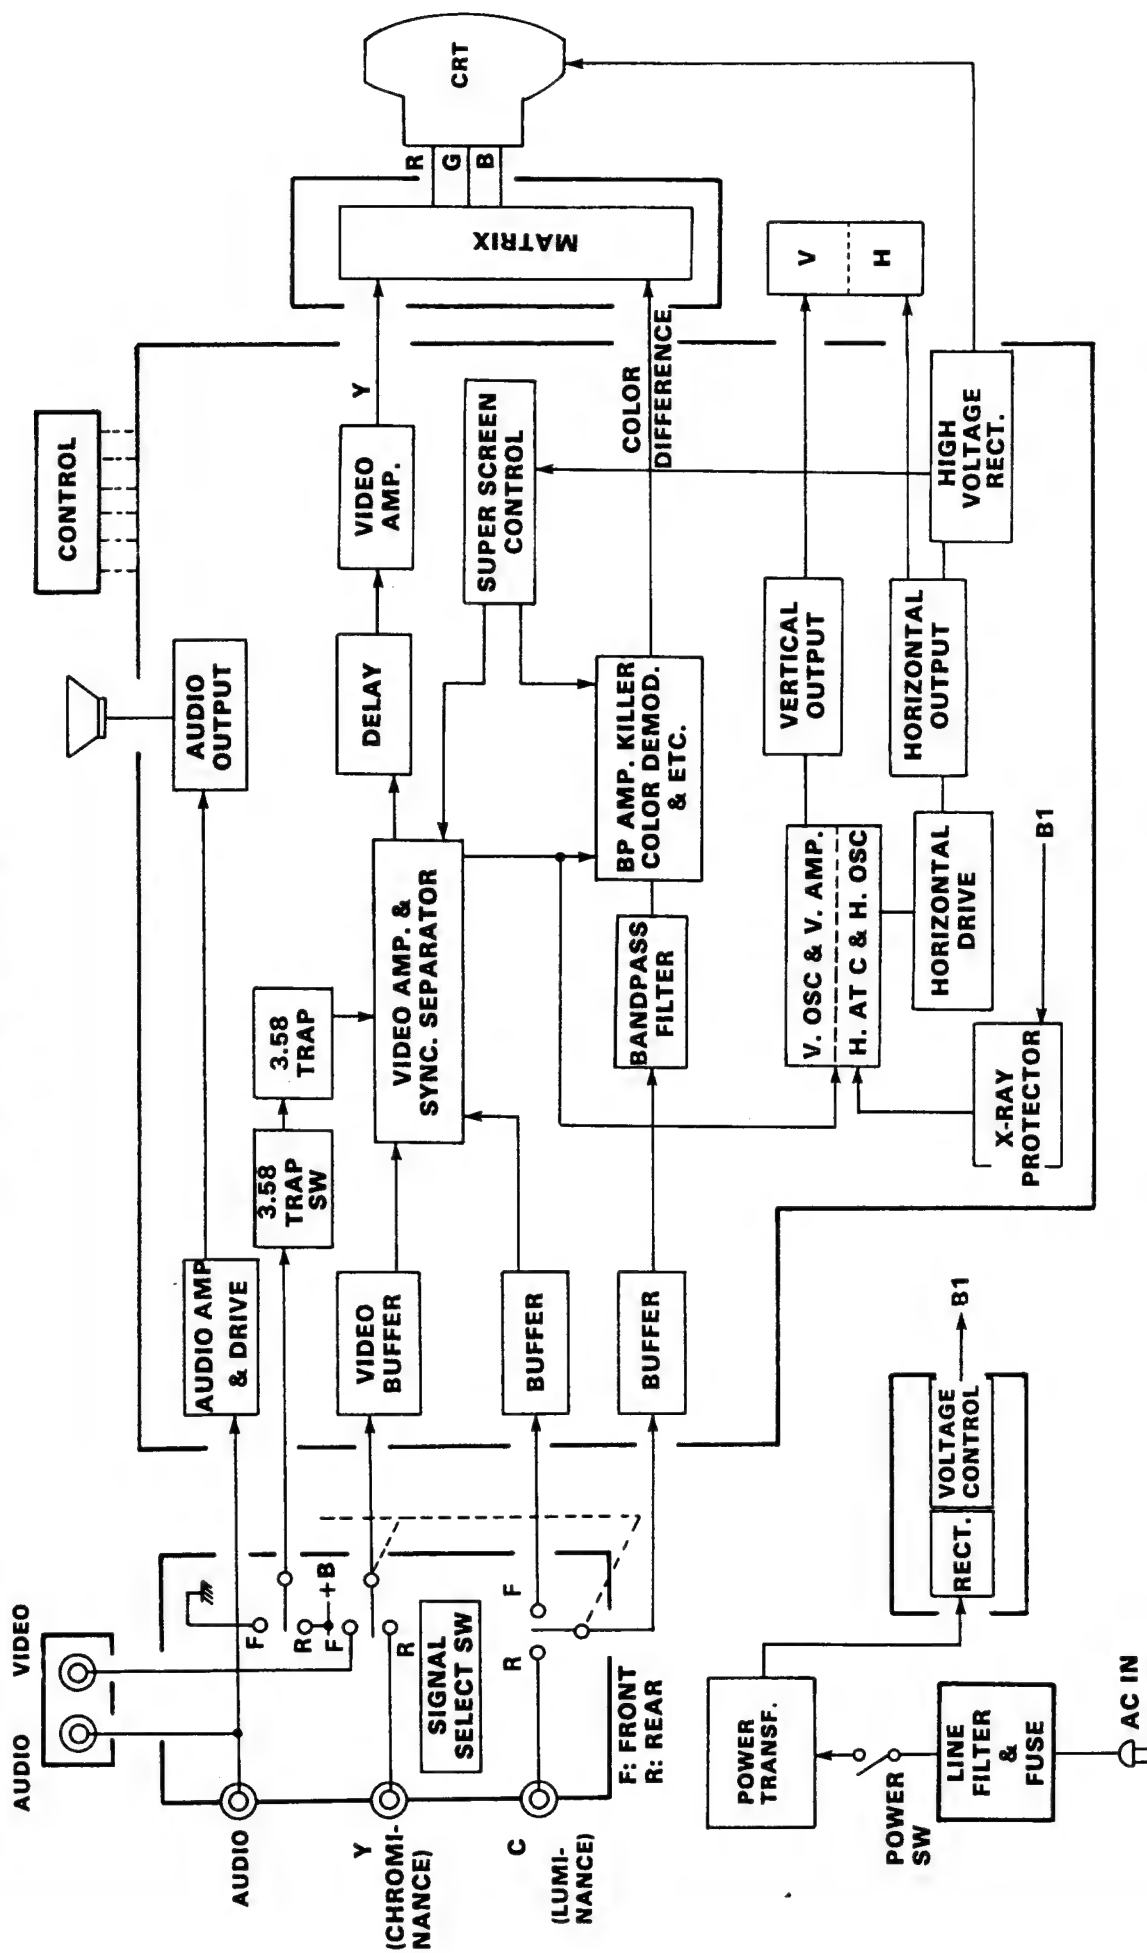 AUDIO
VIDEO
AUDIO
Y
(CHROMI-
NANCE)
C
(LUMI-
NANCE)
F
R
+B
F
R
SIGNAL
SELECT SW
R
F
F: FRONT
R: REAR
AUDIO AMP
& DRIVE
AUDIO
OUTPUT
CONTROL
3.58
TRAP
SW
3.58
TRAP
VIDEO
BUFFER
BUFFER
BUFFER
VIDEO AMP. &
SYNC. SEPARATOR
DELAY
VIDEO
AMP.
Y
SUPER SCREEN
CONTROL
BANDPASS
FILTER
BP AMP. KILLER
COLOR DEMOD.
& ETC.
COLOR
DIFFERENCE
MATRIX
R
G
B
CRT
V. OSC & V. AMP.
H. AT C & H. OSC
VERTICAL
OUTPUT
HORIZONTAL
DRIVE
HORIZONTAL
OUTPUT
HIGH
VOLTAGE
RECT.
V
H
X-RAY
PROTECTOR
B1
POWER
TRANSF.
POWER
SW
LINE
FILTER
&
FUSE
AC IN
RECT.
VOLTAGE
CONTROL
B1